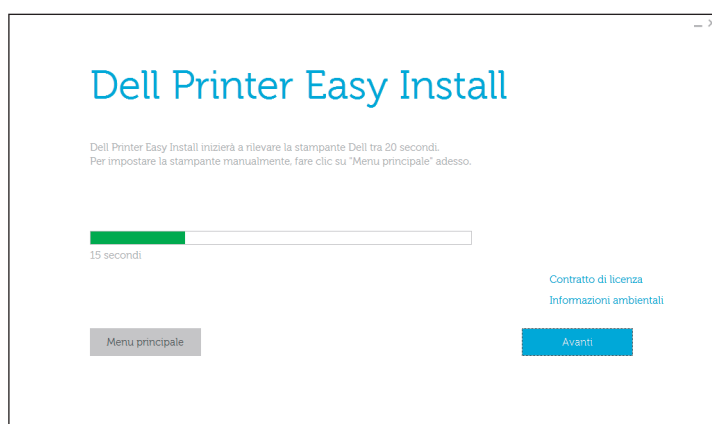 Dell Printer Easy Install
Dell Printer Easy Install inizierà a rilevare la stampante Dell tra 20 secondi.
Per impostare la stampante manualmente, fare clic su "Menu principale" adesso.
15 secondi
Contratto di licenza
Informazioni ambientali
Menu principale
Avanti